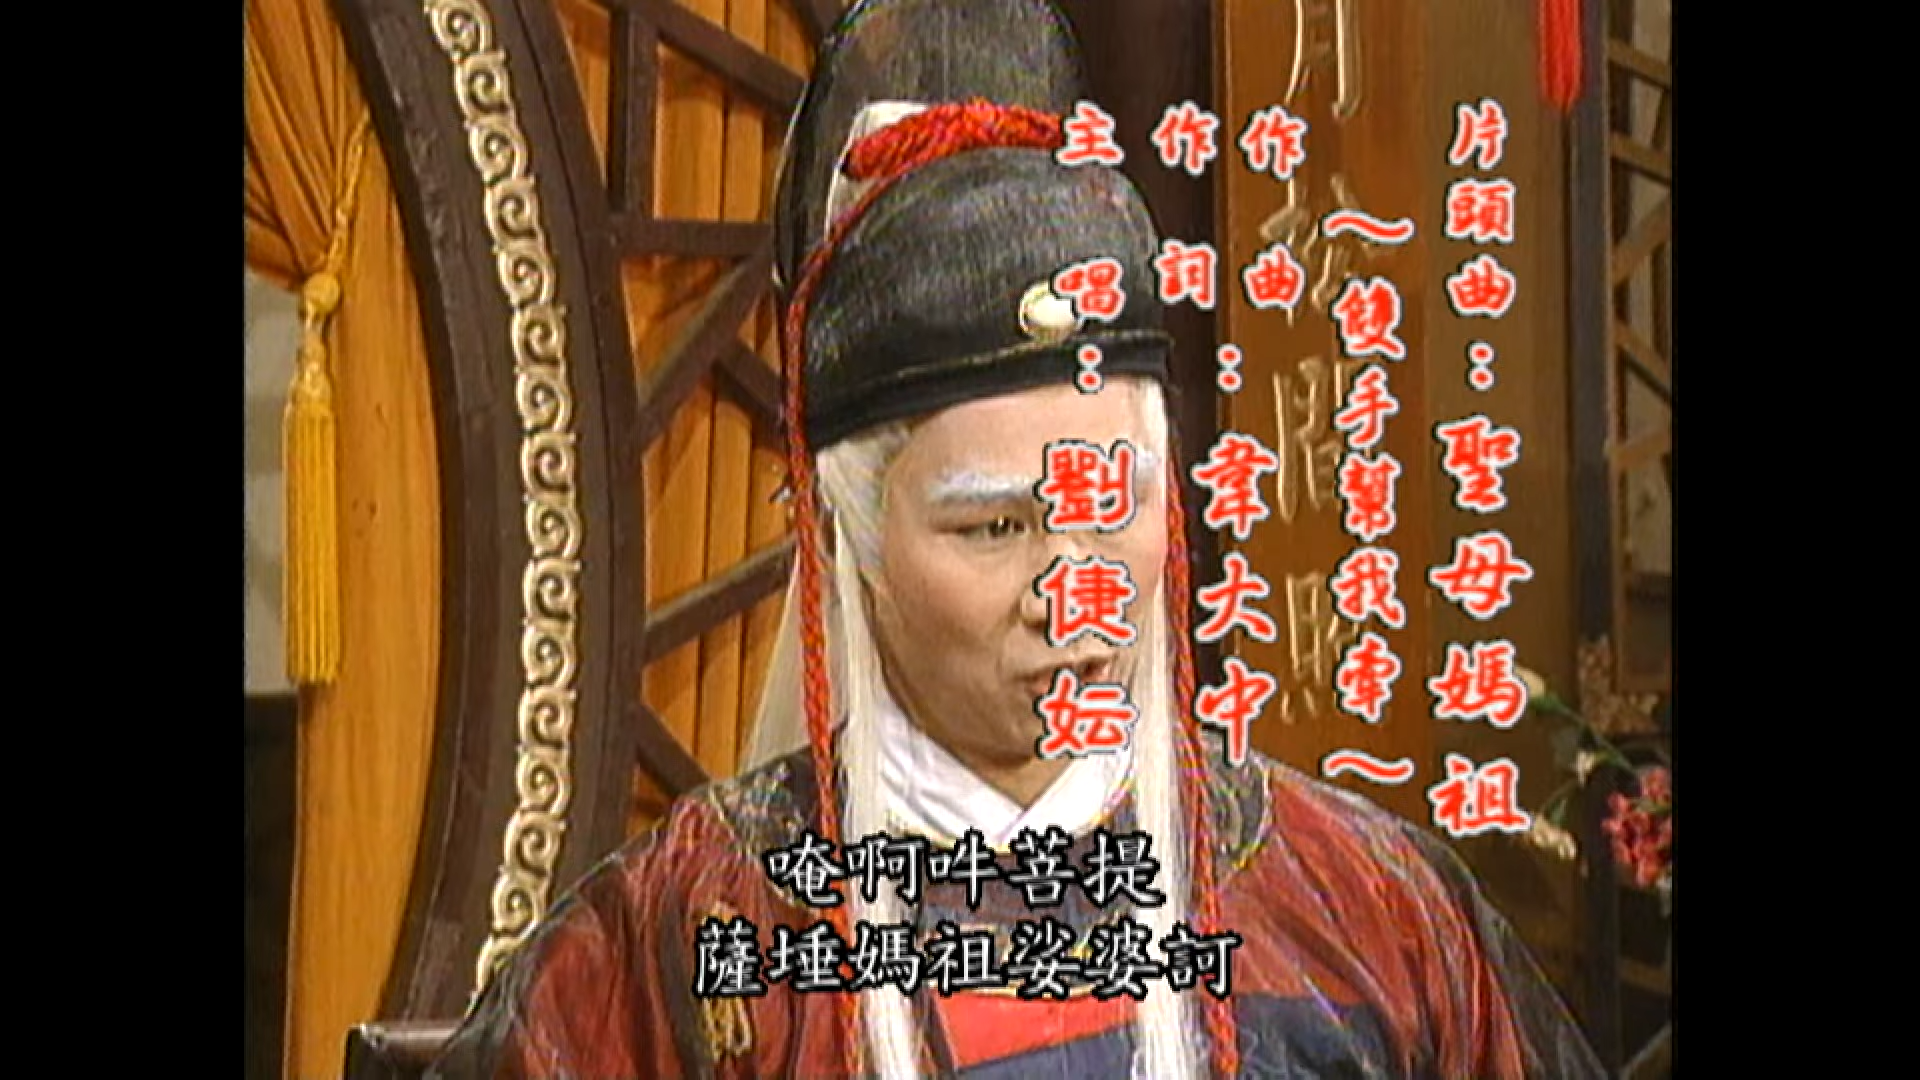 片頭曲：聖母媽祖
～雙手幫我牽～
作曲
作詞：韋大中
主唱：劉倢妘
唵啊吽菩提
薩埵媽祖娑婆訶